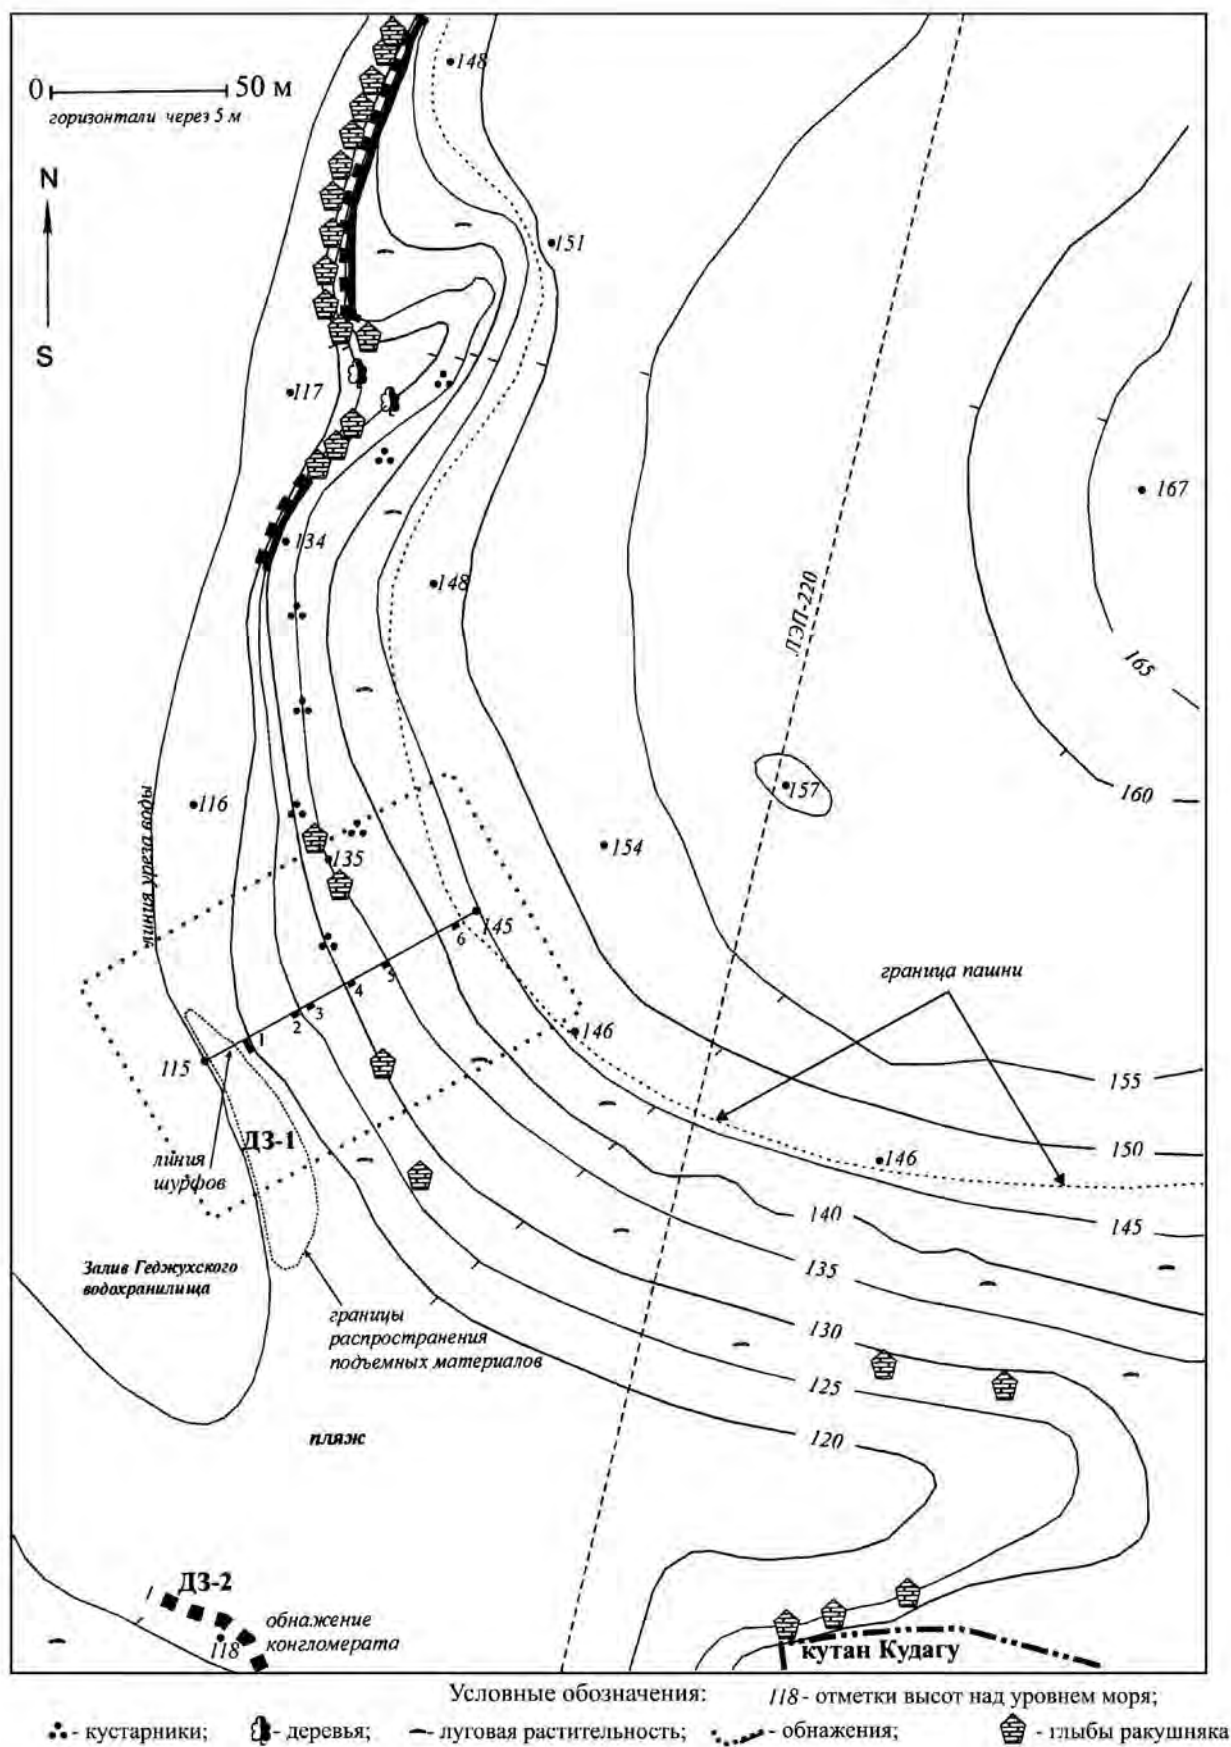 148
0 50 м
горизонтали через 5 м
N
S
151
117
167
134
148
ЛЭП-220
165
157
160
116
линия уреза воды
154
135
145
6
граница пашни
5
4
3
2
1
146
115
155
ДЗ-1
150
линия
шурфов
146
140
145
135
Залив Геджухского
водохранилища
130
границы
распространения
подъемных материалов
125
120
пляж
ДЗ-2
обнажение
конгломерата
118
кутан Кудагу
Условные обозначения: 118 - отметки высот над уровнем моря;
- кустарники; - деревья; - луговая растительность; - обнажения; - глыбы ракушняка